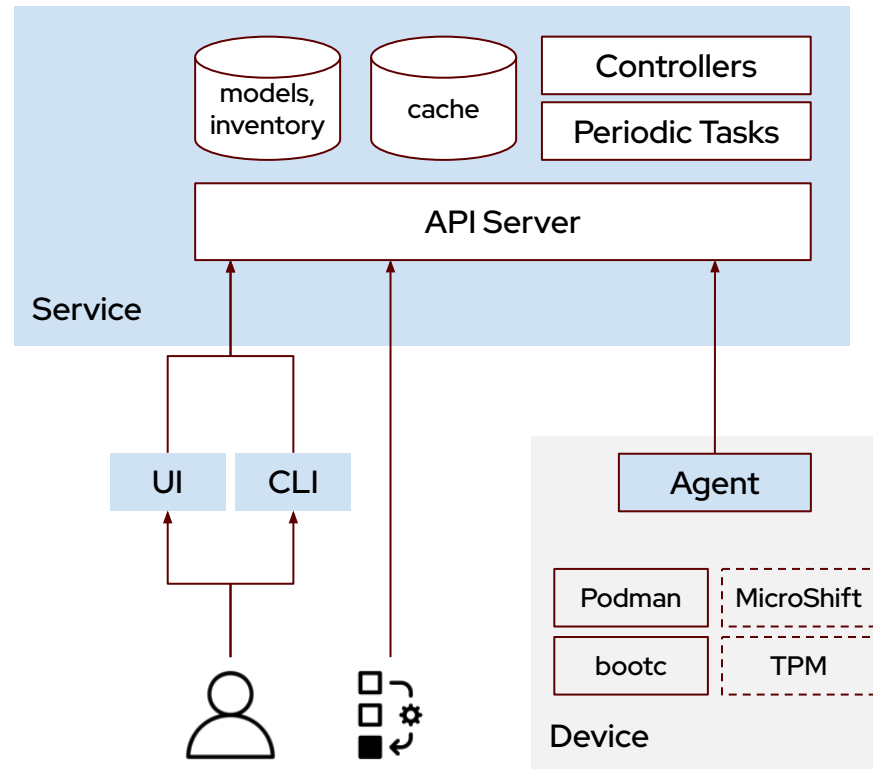 models,
inventory
cache
Controllers
Periodic Tasks
API Server
Service
UI
CLI
Agent
Podman
MicroShift
bootc
TPM
Device